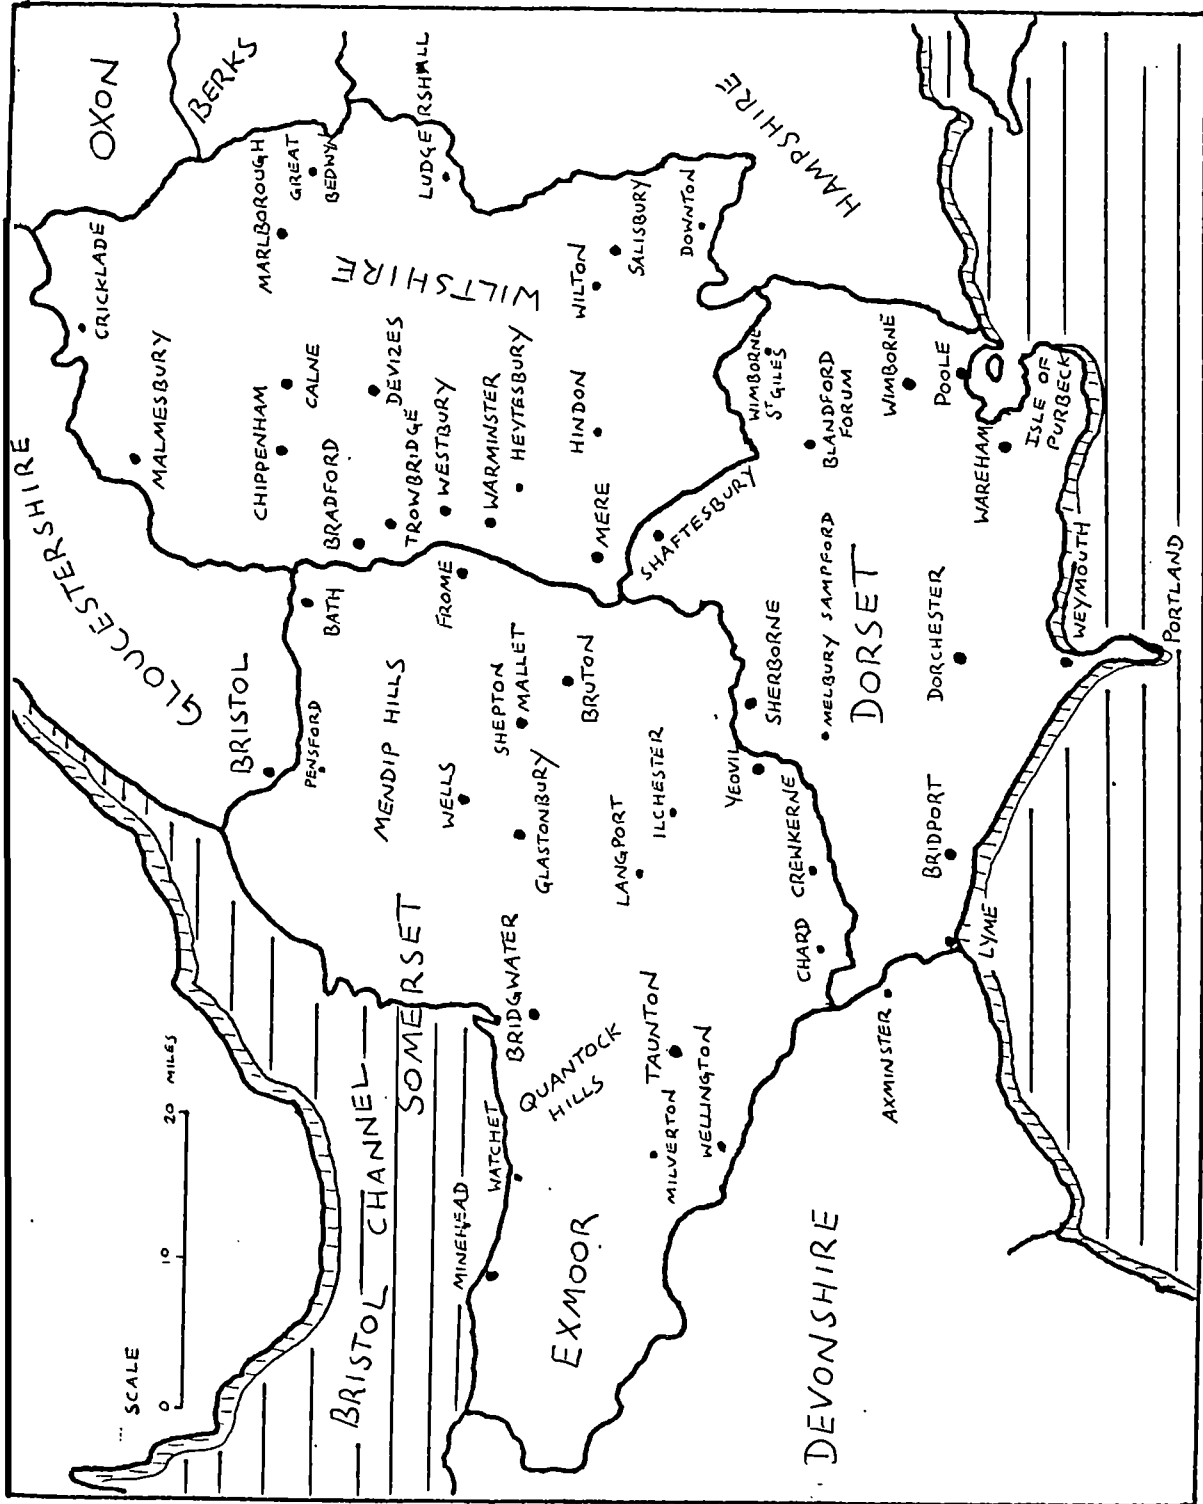 OXON
BERKS
GLOUCESTERSHIRE
HAMPSHIRE
WILTSHIRE
CRICKLADE
MALMESBURY
MARLBOROUGH
GREAT
BEDWYN
LUDGERSHALL
CHIPPENHAM
CALNE
BRADFORD
DEVIZES
TROWBRIDGE
WESTBURY
WARMINSTER
HEYTESBURY
HINDON
WILTON
SALISBURY
DOWNTON
MERE
BRISTOL
PENSFORD
BATH
FROME
MENDIP HILLS
WELLS
SHEPTON
MALLET
BRUTON
GLASTONBURY
LANGPORT
ILCHESTER
YEOVIL
CREWKERNE
CHARD
SOMERSET
BRIDGWATER
QUANTOCK
HILLS
TAUNTON
MILVERTON
WELLINGTON
WATCHET
MINEHEAD
EXMOOR
SCALE
0 10 20 MILES
BRISTOL CHANNEL
DEVONSHIRE
AXMINSTER
LYME
BRIDPORT
DORSET
SHAFTESBURY
SHERBORNE
MELBURY SAMPFORD
DORCHESTER
WIMBORNE
ST GILES
BLANDFORD
FORUM
WIMBORNE
POOLE
WAREHAM
ISLE OF
PURBECK
WEYMOUTH
PORTLAND